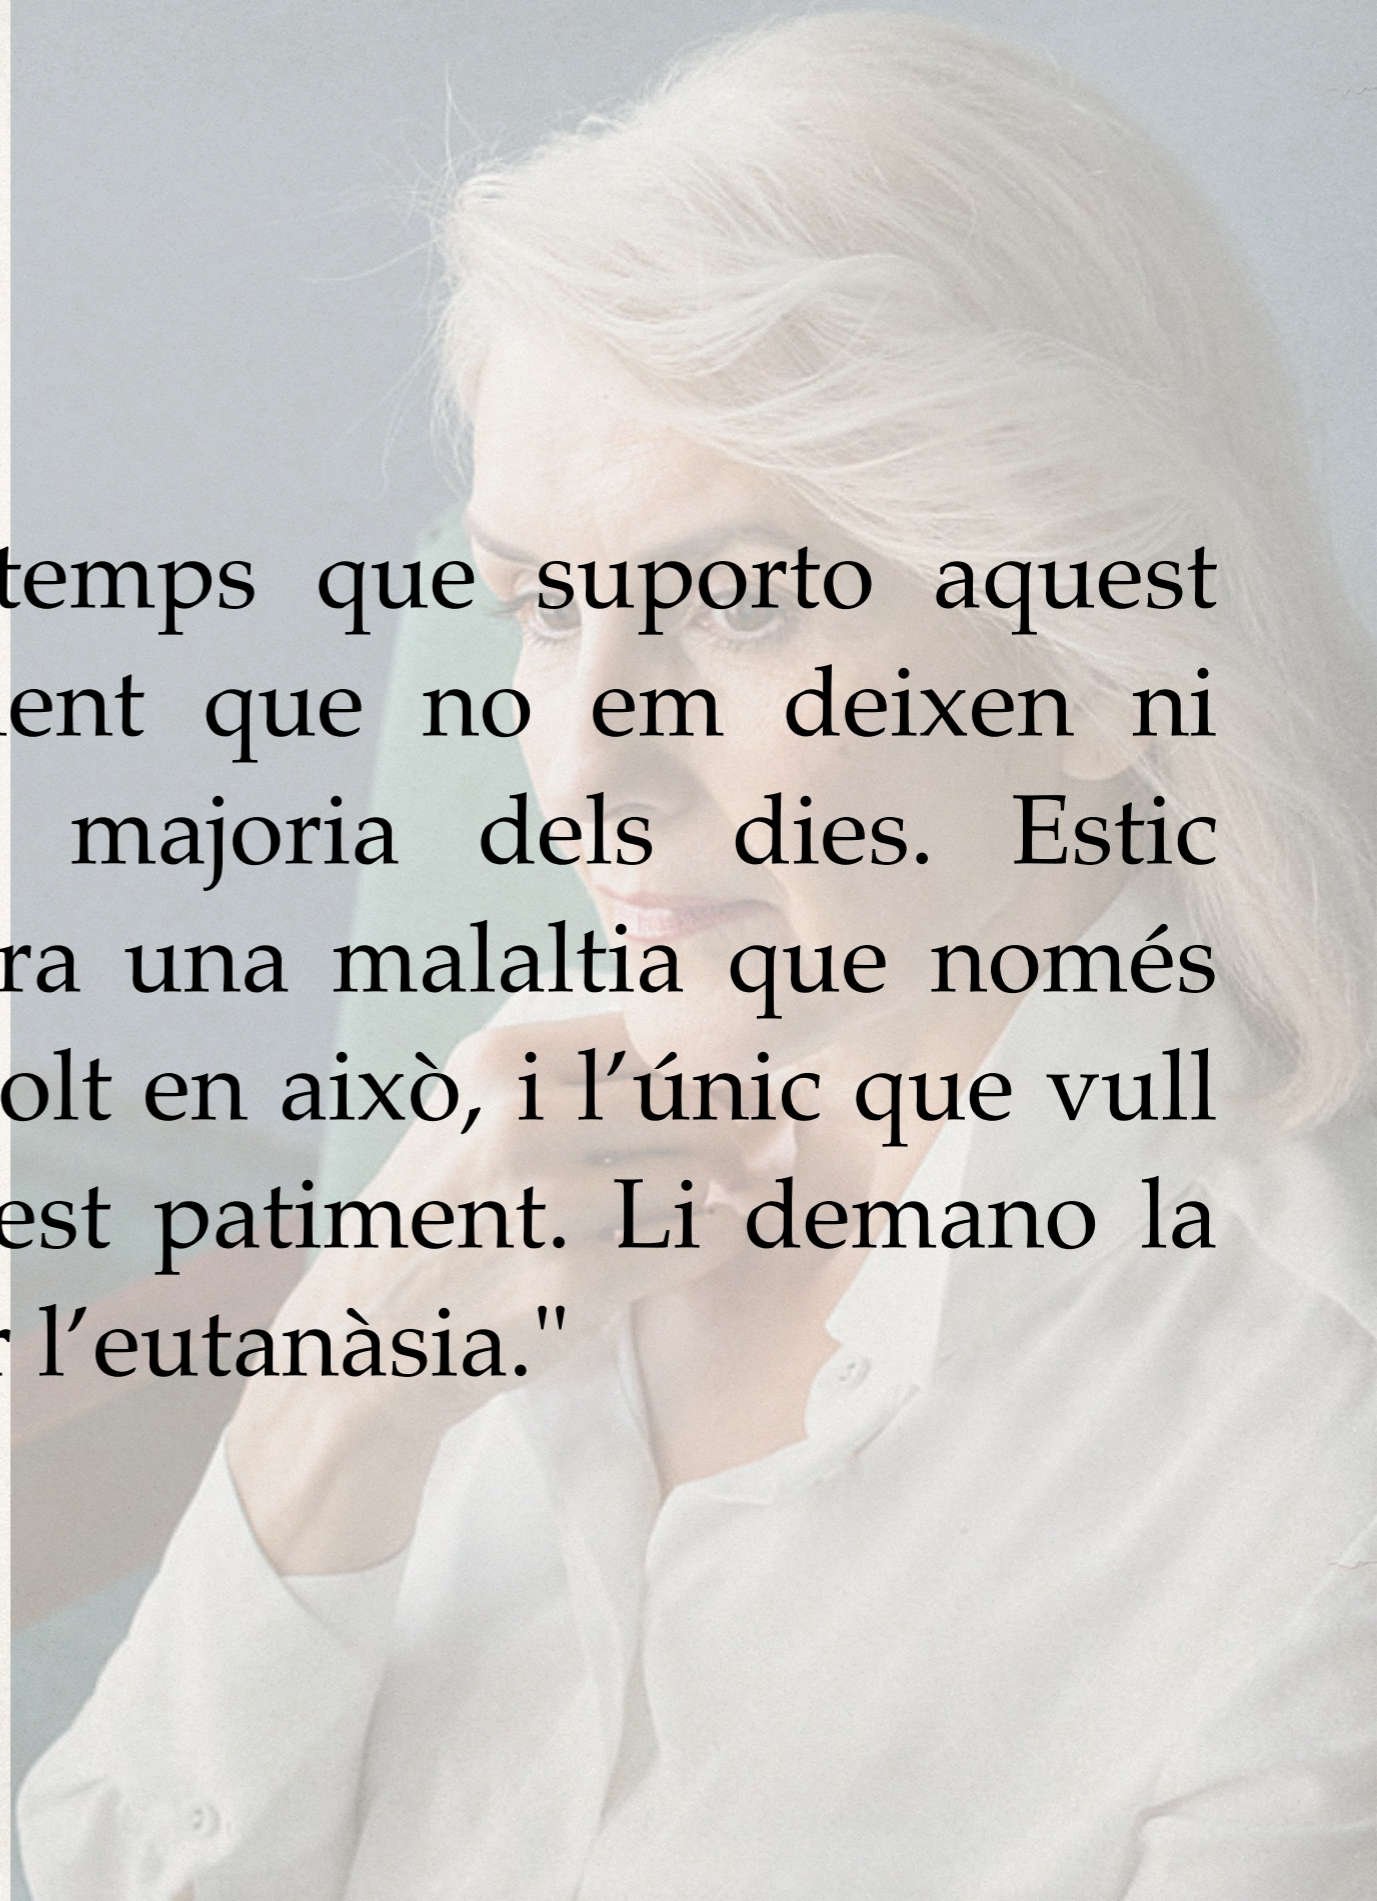 temps que suporto aquest
ent que no em deixen ni
majoria dels dies. Estic
ra una malaltia que només
olt en això, i l’únic que vull
est patiment. Li demano la
r l’eutanàsia."